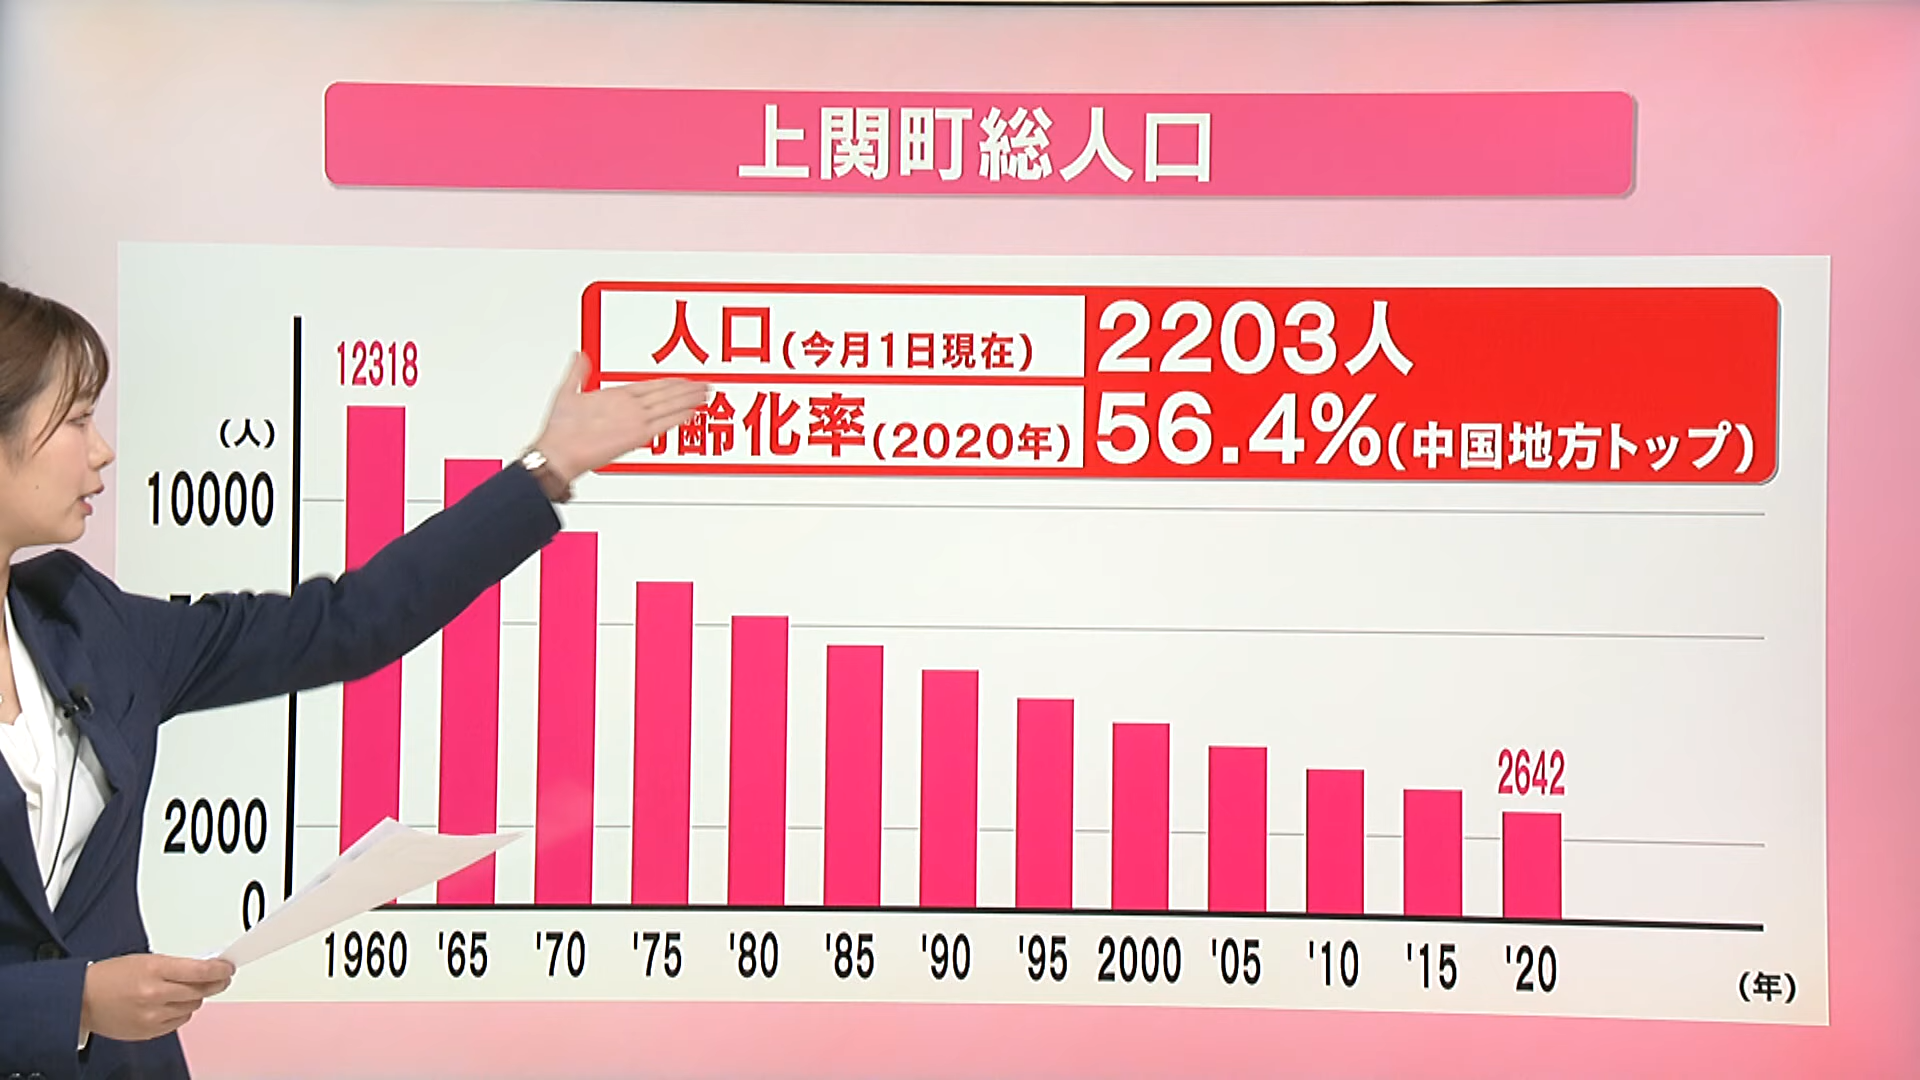 上関町総人口
人口(今月1日現在) 2203人
齢化率(2020年) 56.4%(中国地方トップ)
12318
(人)
10000
2642
2000
0
1960 '65 '70 '75 '80 '85 '90 '95 2000 '05 '10 '15 '20
(年)